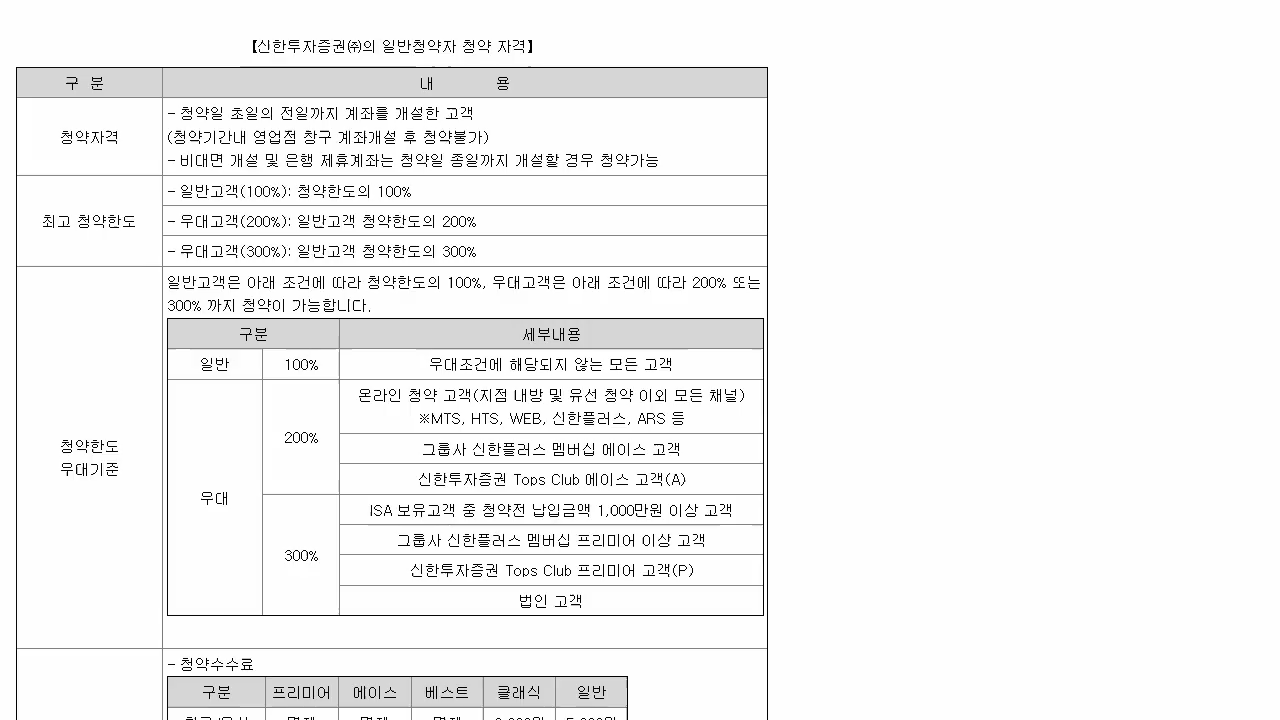 【신한투자증권㈜의 일반청약자 청약 자격】
구 분
내 용
청약자격
- 청약일 초일의 전일까지 계좌를 개설한 고객
(청약기간내 영업점 창구 계좌개설 후 청약불가)
- 비대면 개설 및 은행 제휴계좌는 청약일 종일까지 개설할 경우 청약가능
최고 청약한도
- 일반고객(100%): 청약한도의 100%
- 우대고객(200%): 일반고객 청약한도의 200%
- 우대고객(300%): 일반고객 청약한도의 300%
청약한도
우대기준
일반고객은 아래 조건에 따라 청약한도의 100%, 우대고객은 아래 조건에 따라 200% 또는
300% 까지 청약이 가능합니다.
구분
세부내용
일반
100%
우대조건에 해당되지 않는 모든 고객
우대
200%
온라인 청약 고객(지점 내방 및 유선 청약 이외 모든 채널)
※MTS, HTS, WEB, 신한플러스, ARS 등
그룹사 신한플러스 멤버십 에이스 고객
신한투자증권 Tops Club 에이스 고객(A)
300%
ISA 보유고객 중 청약전 납입금액 1,000만원 이상 고객
그룹사 신한플러스 멤버십 프리미어 이상 고객
신한투자증권 Tops Club 프리미어 고객(P)
법인 고객
- 청약수수료
구분 프리미어 에이스 베스트 클래식 일반